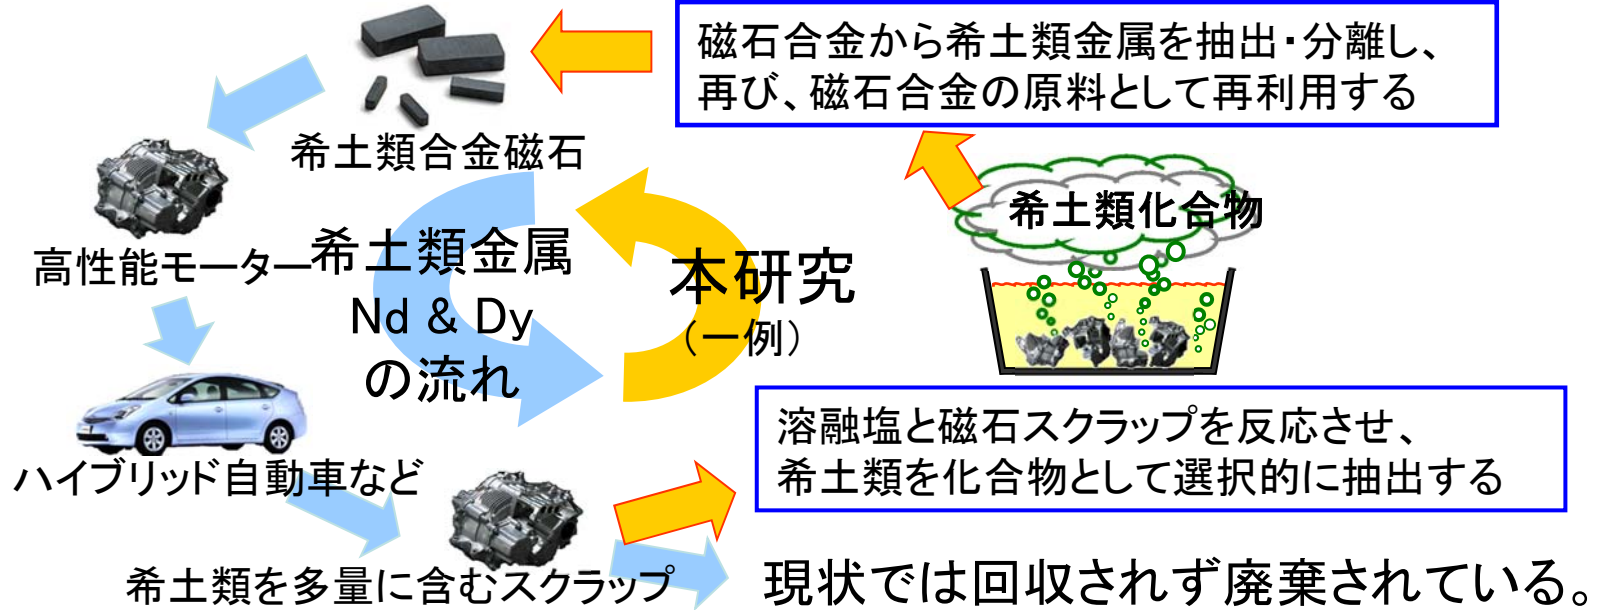 磁石合金から希土類金属を抽出・分離し、
再び、磁石合金の原料として再利用する
希土類合金磁石
希土類化合物
高性能モーター
希土類金属
Nd & Dy
の流れ
本研究
（一例）
ハイブリッド自動車など
溶融塩と磁石スクラップを反応させ、
希土類を化合物として選択的に抽出する
希土類を多量に含むスクラップ
現状では回収されず廃棄されている。